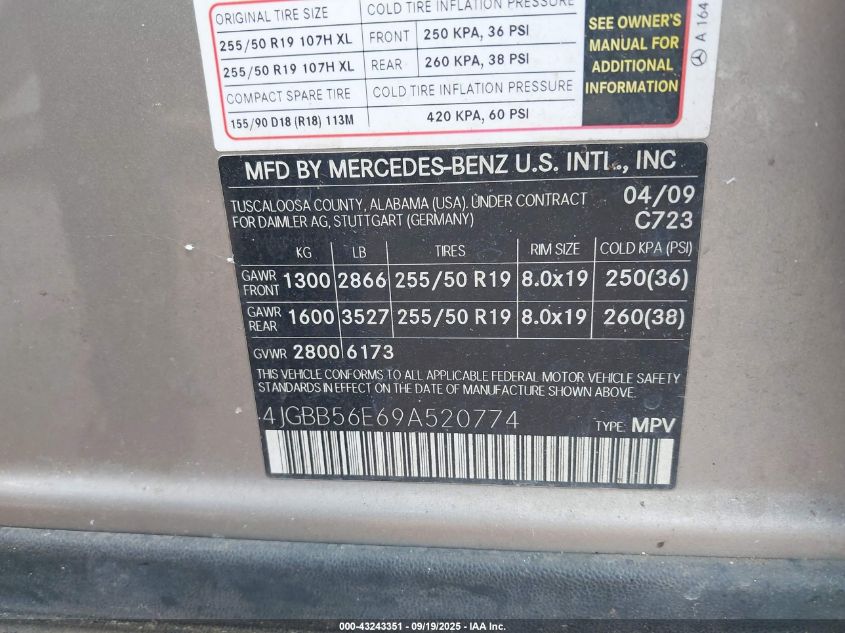 ORIGINAL TIRE SIZE COLD TIRE INFLATION PRESSURE
255/50 R19 107H XL FRONT 250 KPA, 36 PSI
255/50 R19 107H XL REAR 260 KPA, 38 PSI
COMPACT SPARE TIRE COLD TIRE INFLATION PRESSURE
155/90 D18 (R18) 113M 420 KPA, 60 PSI
SEE OWNER'S
MANUAL FOR
ADDITIONAL
INFORMATION
A 164
MFD BY MERCEDES-BENZ U.S. INTL., INC
TUSCALOOSA COUNTY, ALABAMA (USA). UNDER CONTRACT 04/09
FOR DAIMLER AG, STUTTGART (GERMANY) C723
KG LB TIRES RIM SIZE COLD KPA (PSI)
GAWR FRONT 1300 2866 255/50 R19 8.0x19 250(36)
GAWR REAR 1600 3527 255/50 R19 8.0x19 260(38)
GVWR 2800 6173
THIS VEHICLE CONFORMS TO ALL APPLICABLE FEDERAL MOTOR VEHICLE SAFETY
STANDARDS IN EFFECT ON THE DATE OF MANUFACTURE SHOWN ABOVE.
4JGBB56E69A520774 TYPE: MPV
000-43243351 - 09/19/2025 - IAA Inc.